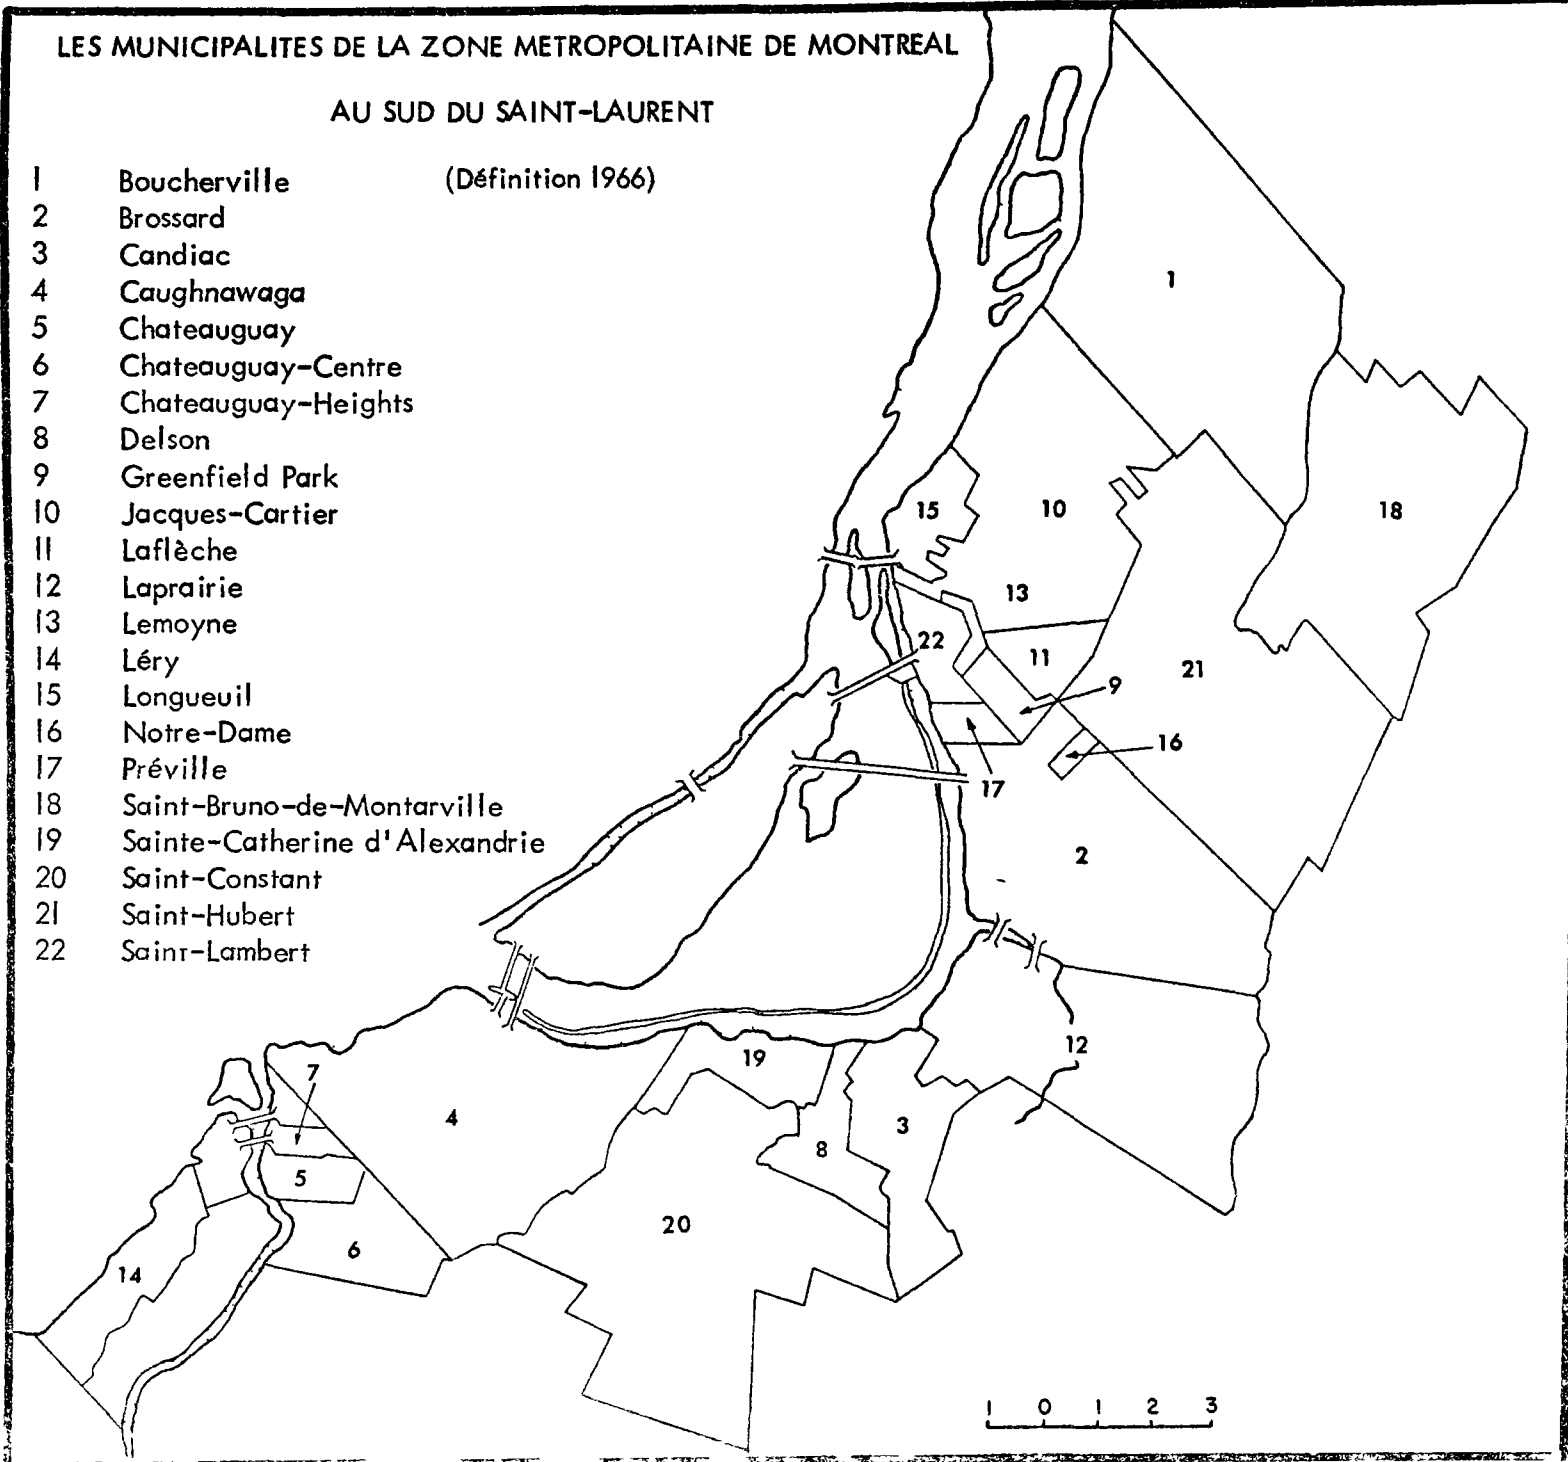 LES MUNICIPALITES DE LA ZONE METROPOLITAINE DE MONTREAL
AU SUD DU SAINT-LAURENT
(Définition 1966)
1 Boucherville
2 Brossard
3 Candiac
4 Caughnawaga
5 Chateauguay
6 Chateauguay-Centre
7 Chateauguay-Heights
8 Delson
9 Greenfield Park
10 Jacques-Cartier
11 Laflèche
12 Laprairie
13 Lemoyne
14 Léry
15 Longueuil
16 Notre-Dame
17 Préville
18 Saint-Bruno-de-Montarville
19 Sainte-Catherine d'Alexandrie
20 Saint-Constant
21 Saint-Hubert
22 Saint-Lambert
1
18
15
10
13
22
11
21
9
16
17
2
12
19
7
4
3
8
5
20
6
14
1 0 1 2 3